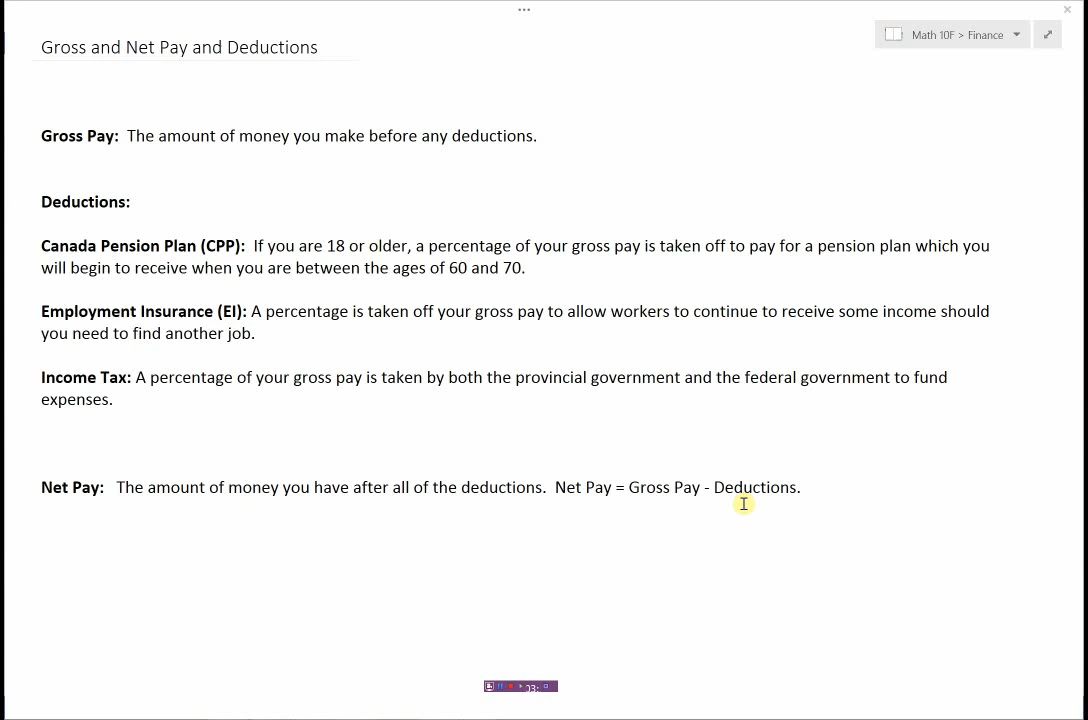 ...
Gross and Net Pay and Deductions
Math 10F > Finance
Gross Pay: The amount of money you make before any deductions.
Deductions:
Canada Pension Plan (CPP): If you are 18 or older, a percentage of your gross pay is taken off to pay for a pension plan which you
will begin to receive when you are between the ages of 60 and 70.
Employment Insurance (EI): A percentage is taken off your gross pay to allow workers to continue to receive some income should
you need to find another job.
Income Tax: A percentage of your gross pay is taken by both the provincial government and the federal government to fund
expenses.
Net Pay: The amount of money you have after all of the deductions. Net Pay = Gross Pay - Deductions.